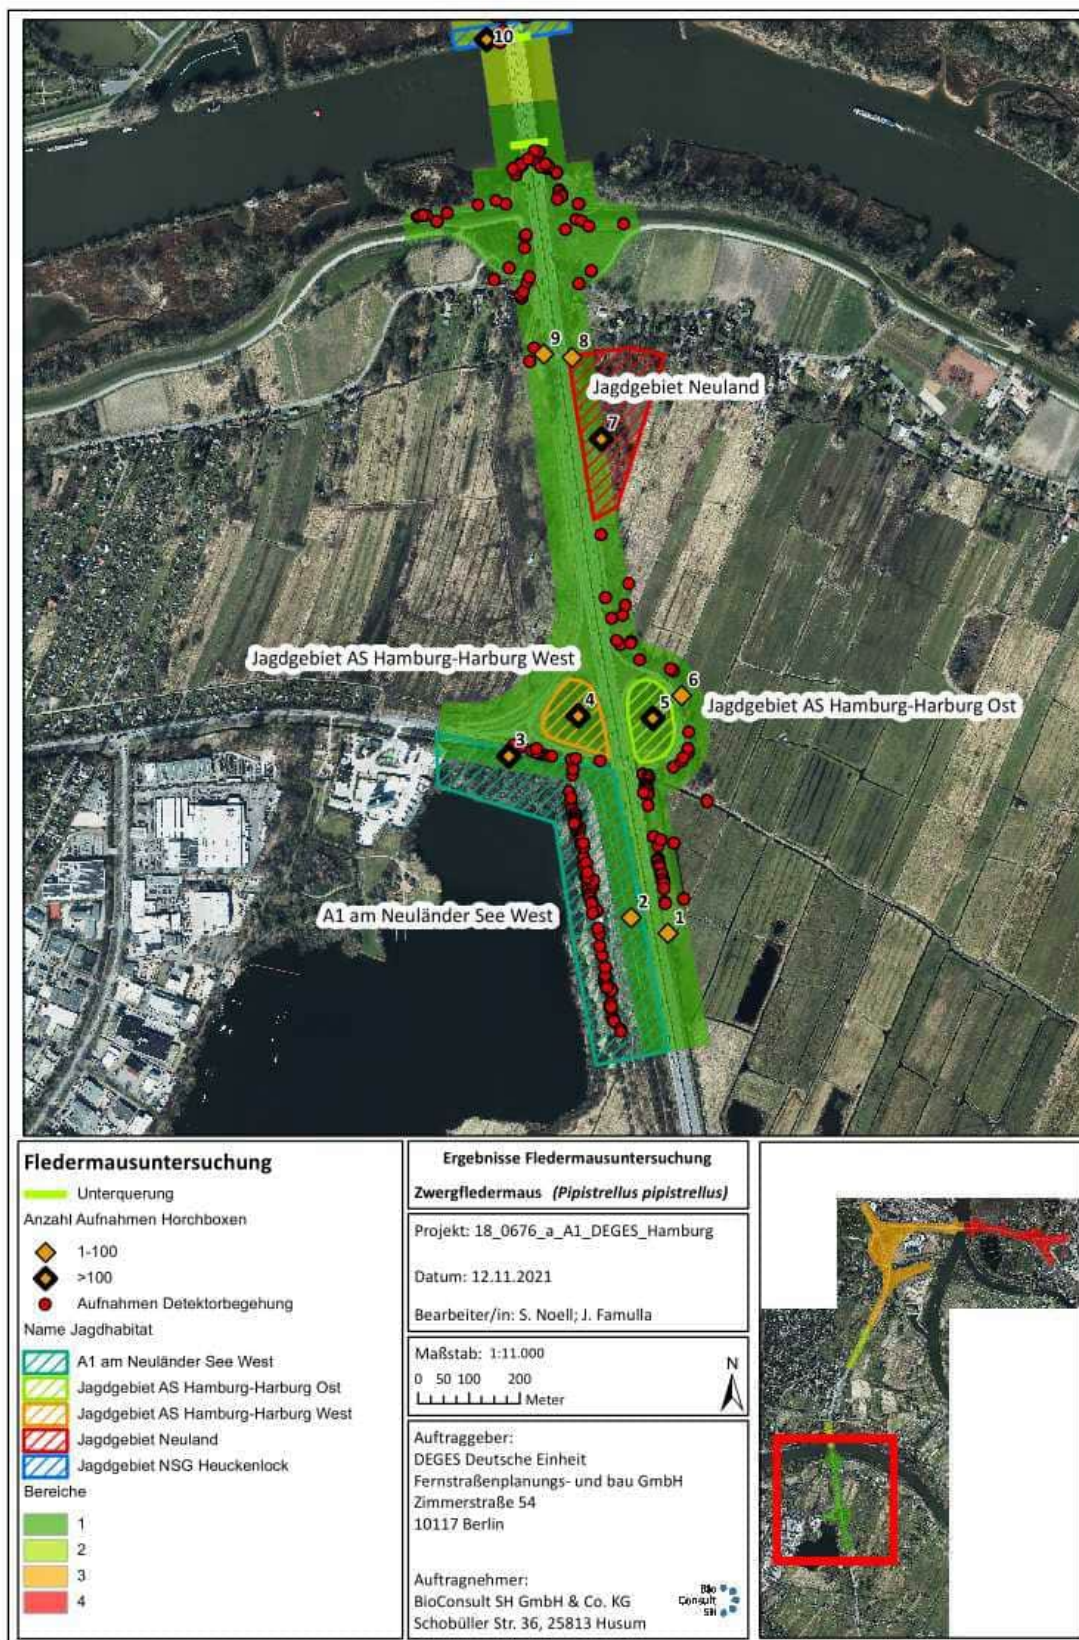 10
9
8
Jagdgebiet Neuland
7
Jagdgebiet AS Hamburg-Harburg West
6
4
5
Jagdgebiet AS Hamburg-Harburg Ost
3
A1 am Neuländer See West
2
1
Fledermausuntersuchung
Unterquerung
Anzahl Aufnahmen Horchboxen
1-100
>100
Aufnahmen Detektorbegehung
Name Jagdhabitat
A1 am Neuländer See West
Jagdgebiet AS Hamburg-Harburg Ost
Jagdgebiet AS Hamburg-Harburg West
Jagdgebiet Neuland
Jagdgebiet NSG Heuckenlock
Bereiche
1
2
3
4
Ergebnisse Fledermausuntersuchung
Zwergfledermaus (Pipistrellus pipistrellus)
Projekt: 18_0676_a_A1_DEGES_Hamburg
Datum: 12.11.2021
Bearbeiter/in: S. Noell; J. Famulla
Maßstab: 1:11.000
0 50 100 200
Meter
N
Auftraggeber:
DEGES Deutsche Einheit
Fernstraßenplanungs- und bau GmbH
Zimmerstraße 54
10117 Berlin
Auftragnehmer:
BioConsult SH GmbH & Co. KG
Schobüller Str. 36, 25813 Husum
Bio
Consult
SH